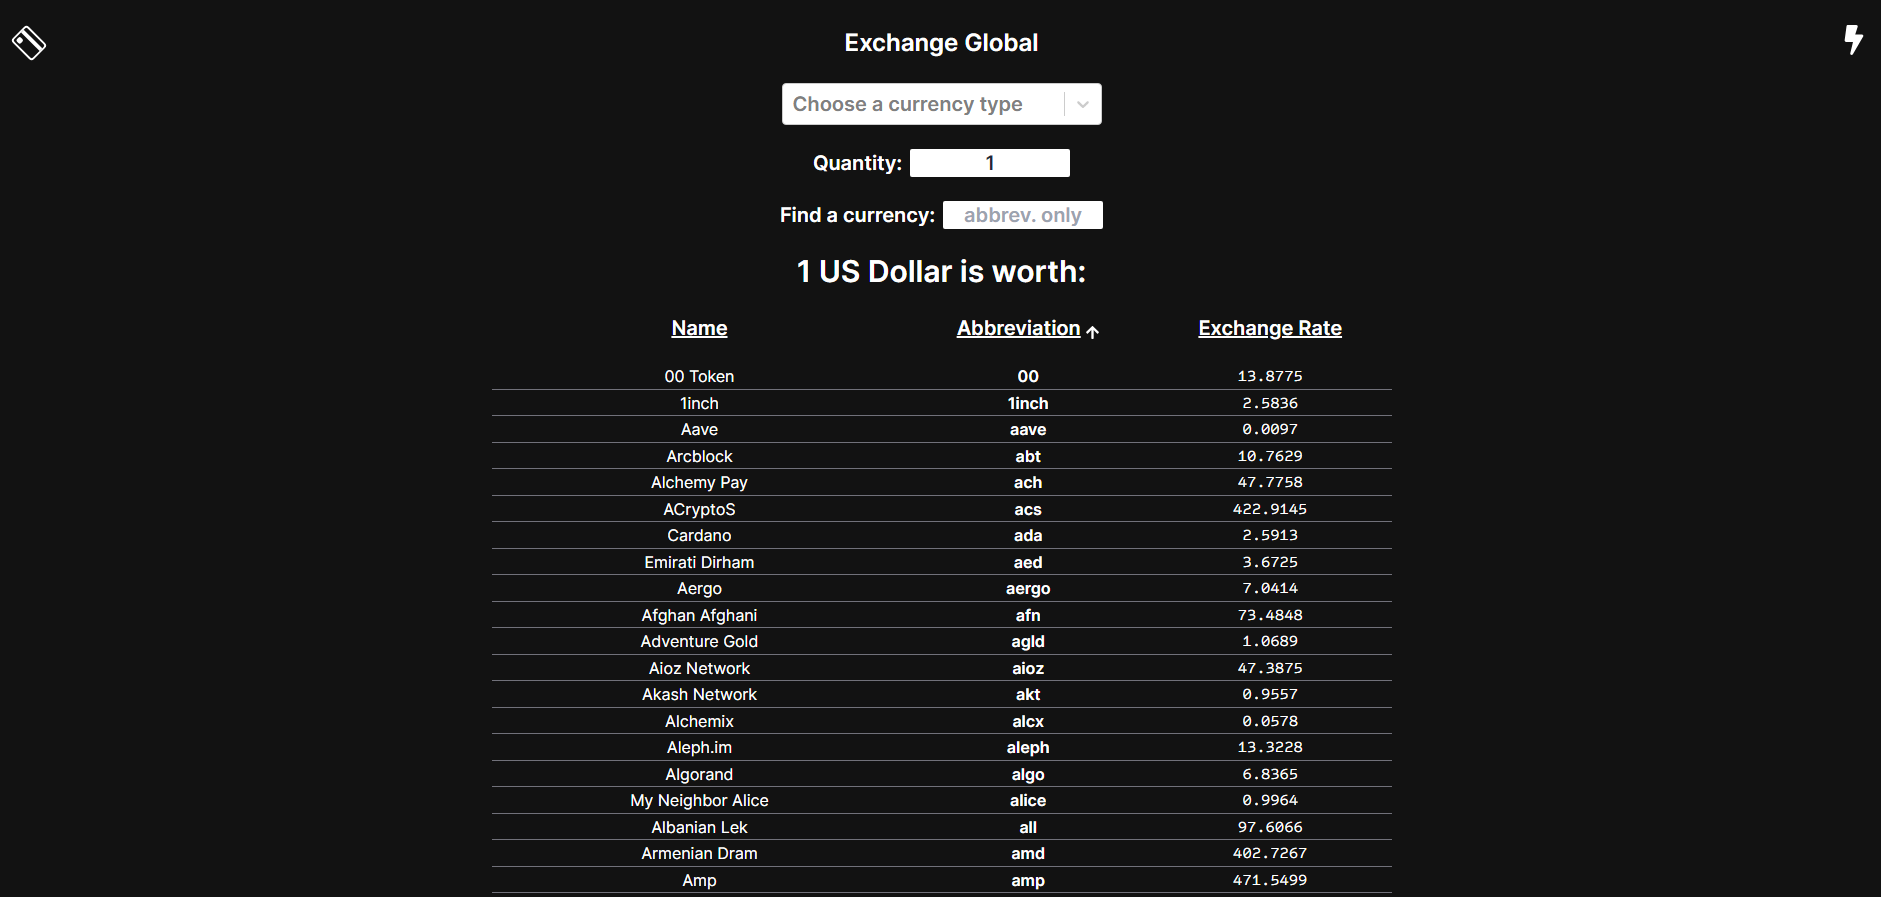 Exchange Global
Choose a currency type
Quantity: 1
Find a currency: abbrev. only
1 US Dollar is worth:
Name Abbreviation Exchange Rate
00 Token 00 13.8775
1inch 1inch 2.5836
Aave aave 0.0097
Arcblock abt 10.7629
Alchemy Pay ach 47.7758
ACryptoS acs 422.9145
Cardano ada 2.5913
Emirati Dirham aed 3.6725
Aergo aergo 7.0414
Afghan Afghani afn 73.4848
Adventure Gold agld 1.0689
Aioz Network aioz 47.3875
Akash Network akt 0.9557
Alchemix alcx 0.0578
Aleph.im aleph 13.3228
Algorand algo 6.8365
My Neighbor Alice alice 0.9964
Albanian Lek all 97.6066
Armenian Dram amd 402.7267
Amp amp 471.5499